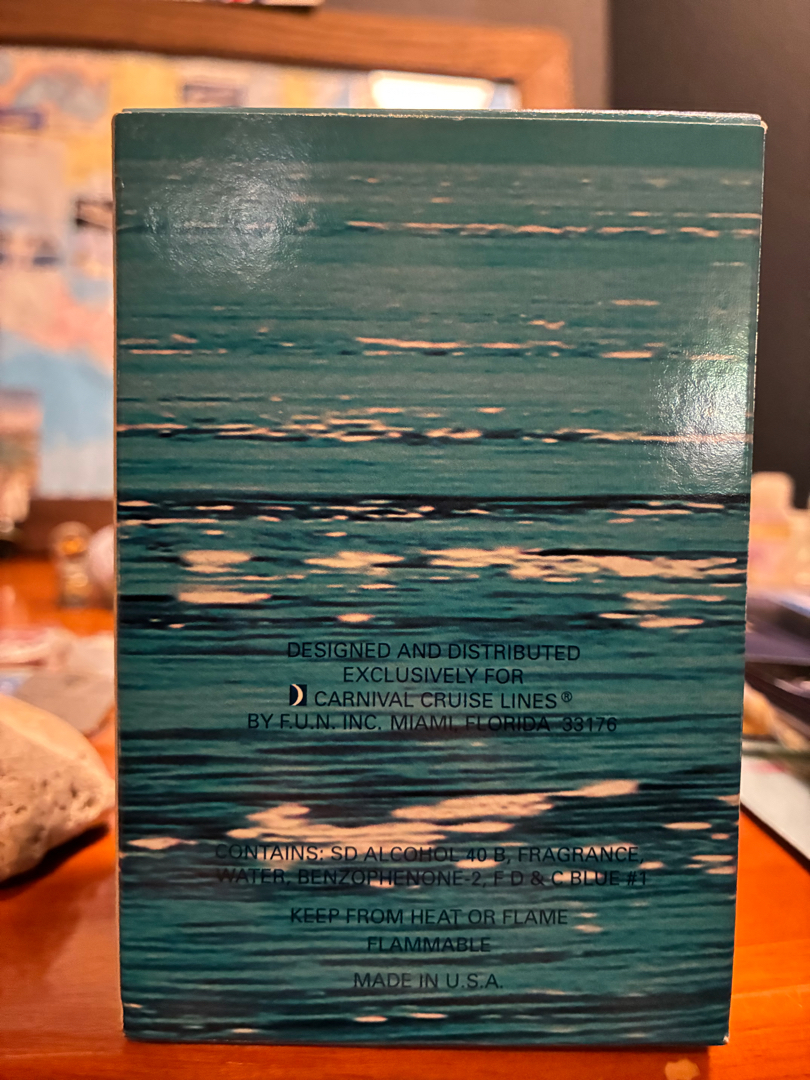 DESIGNED AND DISTRIBUTED
EXCLUSIVELY FOR
CARNIVAL CRUISE LINES®
BY F.U.N. INC. MIAMI, FLORIDA 33176
CONTAINS: SD ALCOHOL 40 B, FRAGRANCE,
WATER, BENZOPHENONE-2, F D & C BLUE #1
KEEP FROM HEAT OR FLAME
FLAMMABLE
MADE IN U.S.A.